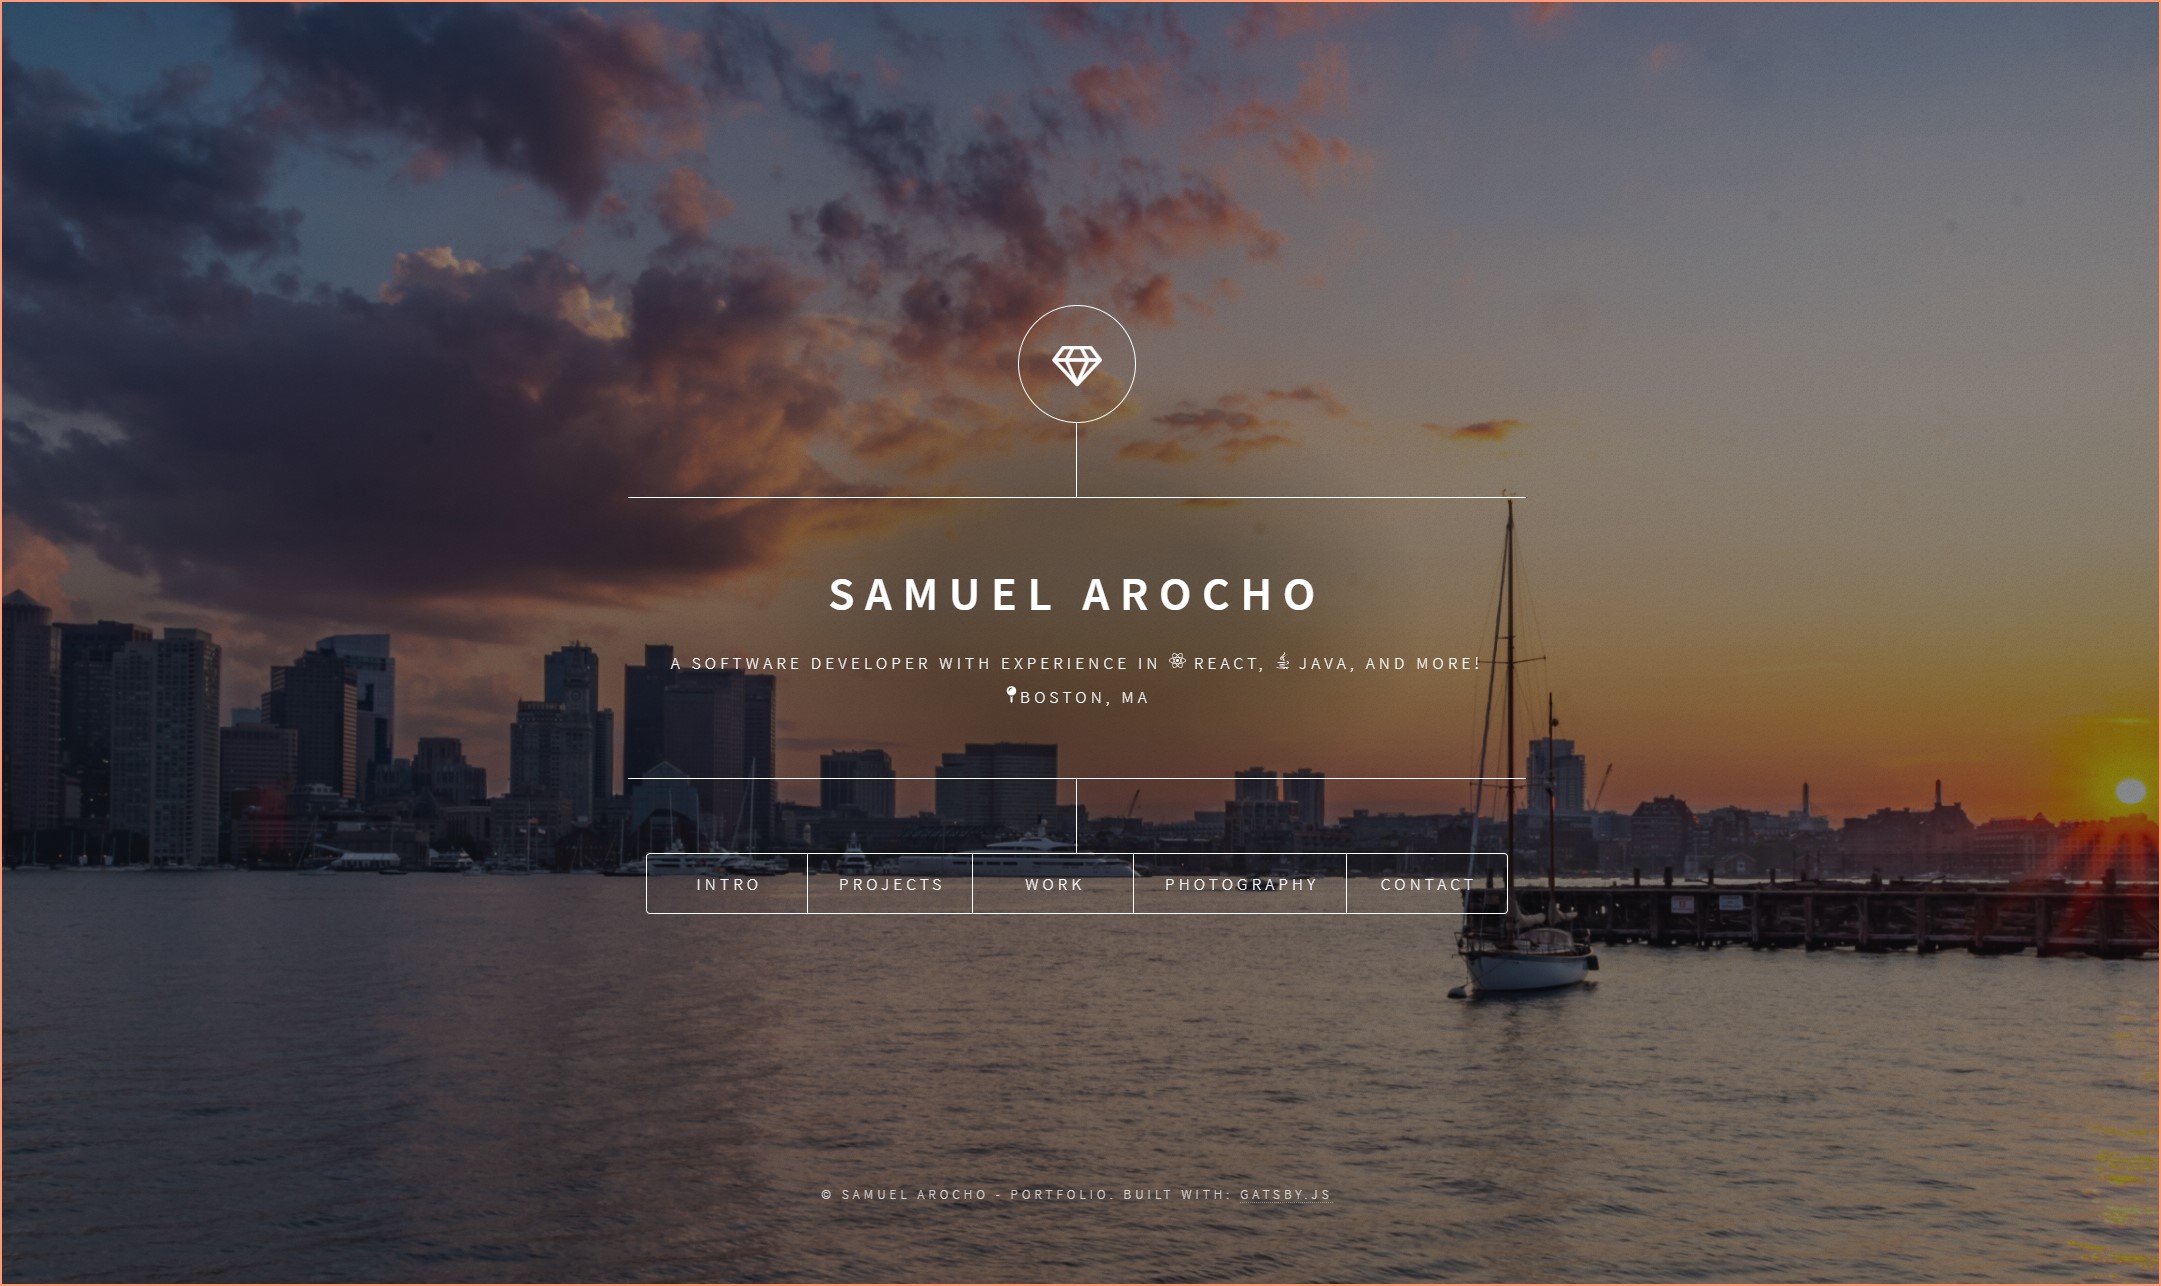 SAMUEL AROCHO
A SOFTWARE DEVELOPER WITH EXPERIENCE IN REACT, JAVA, AND MORE!
BOSTON, MA
INTRO
PROJECTS
WORK
PHOTOGRAPHY
CONTACT
© SAMUEL AROCHO - PORTFOLIO. BUILT WITH: GATSBY.JS